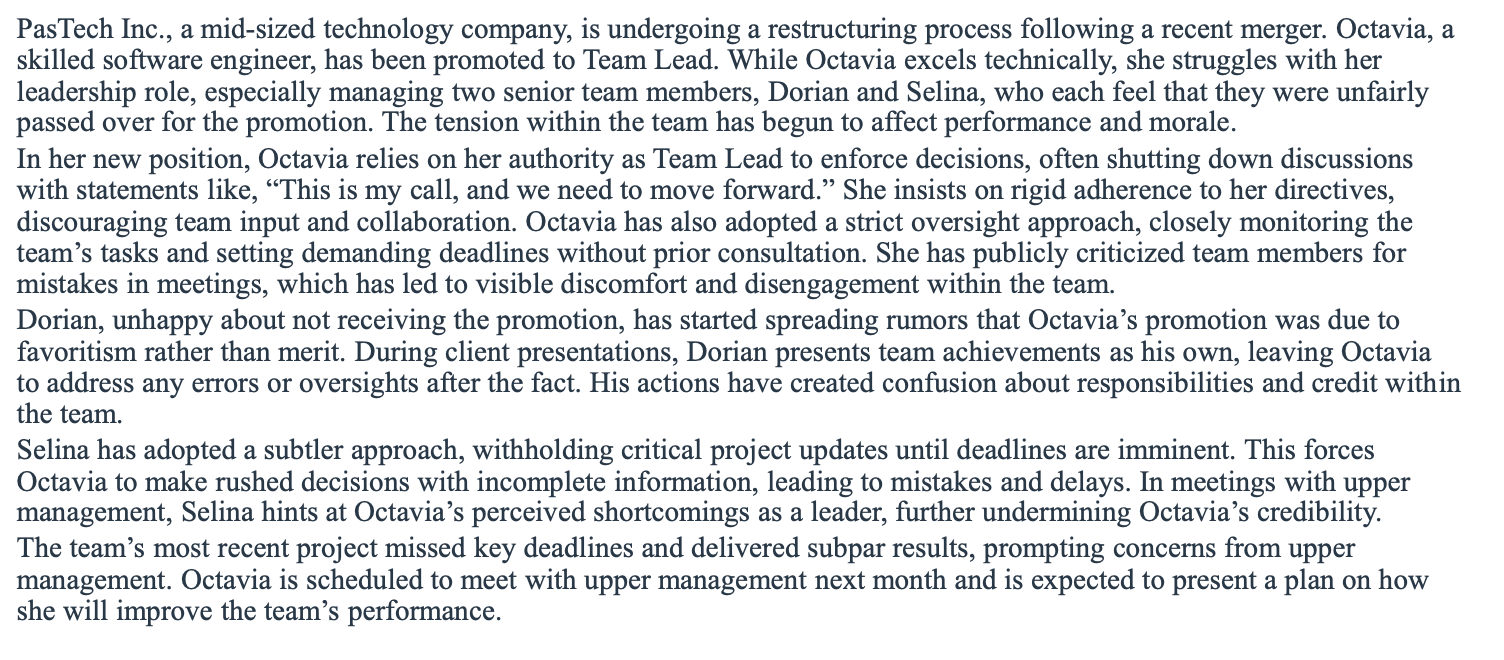 PasTech Inc., a mid-sized technology company, is undergoing a restructuring process following a recent merger. Octavia, a
skilled software engineer, has been promoted to Team Lead. While Octavia excels technically, she struggles with her
leadership role, especially managing two senior team members, Dorian and Selina, who each feel that they were unfairly
passed over for the promotion. The tension within the team has begun to affect performance and morale.
In her new position, Octavia relies on her authority as Team Lead to enforce decisions, often shutting down discussions
with statements like, “This is my call, and we need to move forward.” She insists on rigid adherence to her directives,
discouraging team input and collaboration. Octavia has also adopted a strict oversight approach, closely monitoring the
team’s tasks and setting demanding deadlines without prior consultation. She has publicly criticized team members for
mistakes in meetings, which has led to visible discomfort and disengagement within the team.
Dorian, unhappy about not receiving the promotion, has started spreading rumors that Octavia’s promotion was due to
favoritism rather than merit. During client presentations, Dorian presents team achievements as his own, leaving Octavia
to address any errors or oversights after the fact. His actions have created confusion about responsibilities and credit within
the team.
Selina has adopted a subtler approach, withholding critical project updates until deadlines are imminent. This forces
Octavia to make rushed decisions with incomplete information, leading to mistakes and delays. In meetings with upper
management, Selina hints at Octavia’s perceived shortcomings as a leader, further undermining Octavia’s credibility.
The team’s most recent project missed key deadlines and delivered subpar results, prompting concerns from upper
management. Octavia is scheduled to meet with upper management next month and is expected to present a plan on how
she will improve the team’s performance.